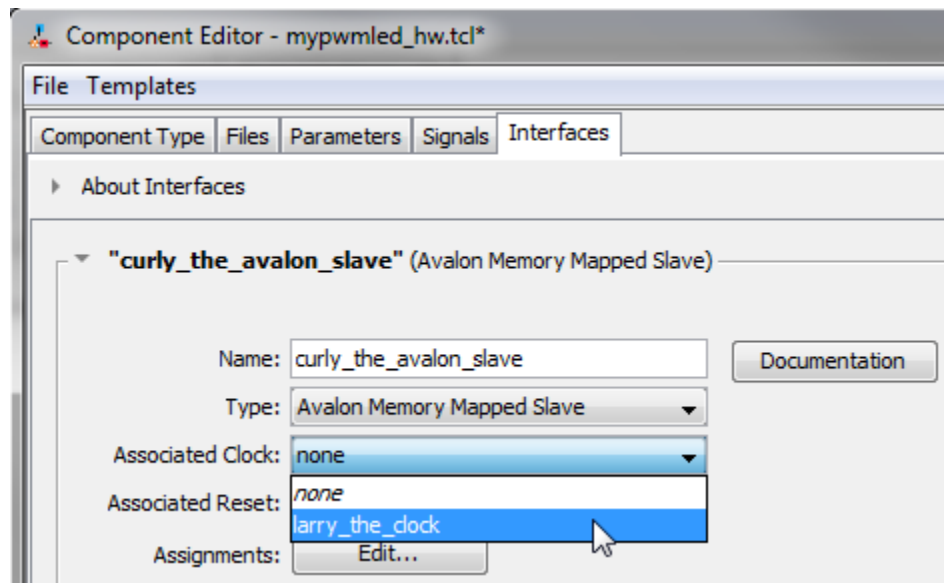 Component Editor - mypwmled_hw.tcl*
File Templates
Component Type Files Parameters Signals Interfaces
About Interfaces
"curly_the_avalon_slave" (Avalon Memory Mapped Slave)
Name: curly_the_avalon_slave Documentation
Type: Avalon Memory Mapped Slave
Associated Clock: none
none
Associated Reset:
larry_the_clock
Assignments: Edit...